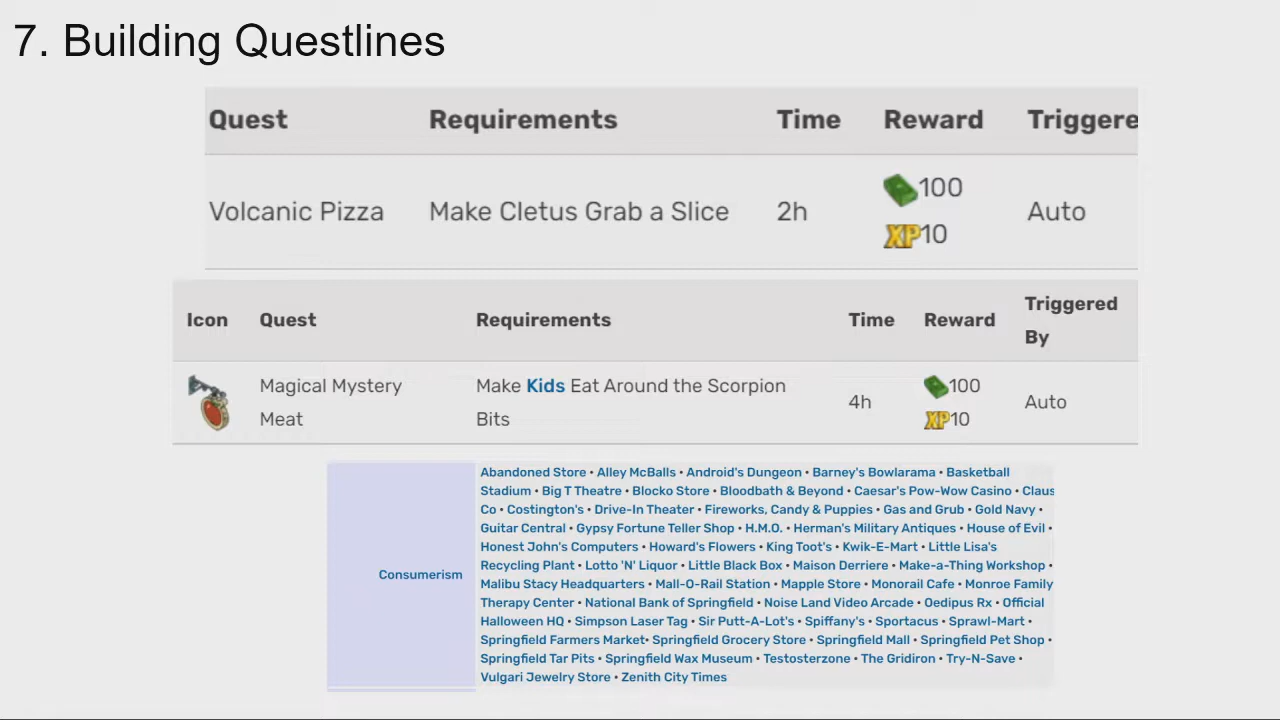 7. Building Questlines
Quest Requirements Time Reward Triggere
Volcanic Pizza Make Cletus Grab a Slice 2h 100 XP10 Auto
Icon Quest Requirements Time Reward Triggered By
Magical Mystery Meat Make Kids Eat Around the Scorpion Bits 4h 100 XP10 Auto
Consumerism
Abandoned Store • Alley McBalls • Android's Dungeon • Barney's Bowlarama • Basketball
Stadium • Big T Theatre • Blocko Store • Bloodbath & Beyond • Caesar's Pow-Wow Casino • Claus
Co • Costington's • Drive-In Theater • Fireworks, Candy & Puppies • Gas and Grub • Gold Navy •
Guitar Central • Gypsy Fortune Teller Shop • H.M.O. • Herman's Military Antiques • House of Evil •
Honest John's Computers • Howard's Flowers • King Toot's • Kwik-E-Mart • Little Lisa's
Recycling Plant • Lotto 'N' Liquor • Little Black Box • Maison Derriere • Make-a-Thing Workshop •
Malibu Stacy Headquarters • Mall-O-Rail Station • Mapple Store • Monorail Cafe • Monroe Family
Therapy Center • National Bank of Springfield • Noise Land Video Arcade • Oedipus Rx • Official
Halloween HQ • Simpson Laser Tag • Sir Putt-A-Lot's • Spiffany's • Sportacus • Sprawl-Mart •
Springfield Farmers Market• Springfield Grocery Store • Springfield Mall • Springfield Pet Shop •
Springfield Tar Pits • Springfield Wax Museum • Testosterzone • The Gridiron • Try-N-Save •
Vulgari Jewelry Store • Zenith City Times